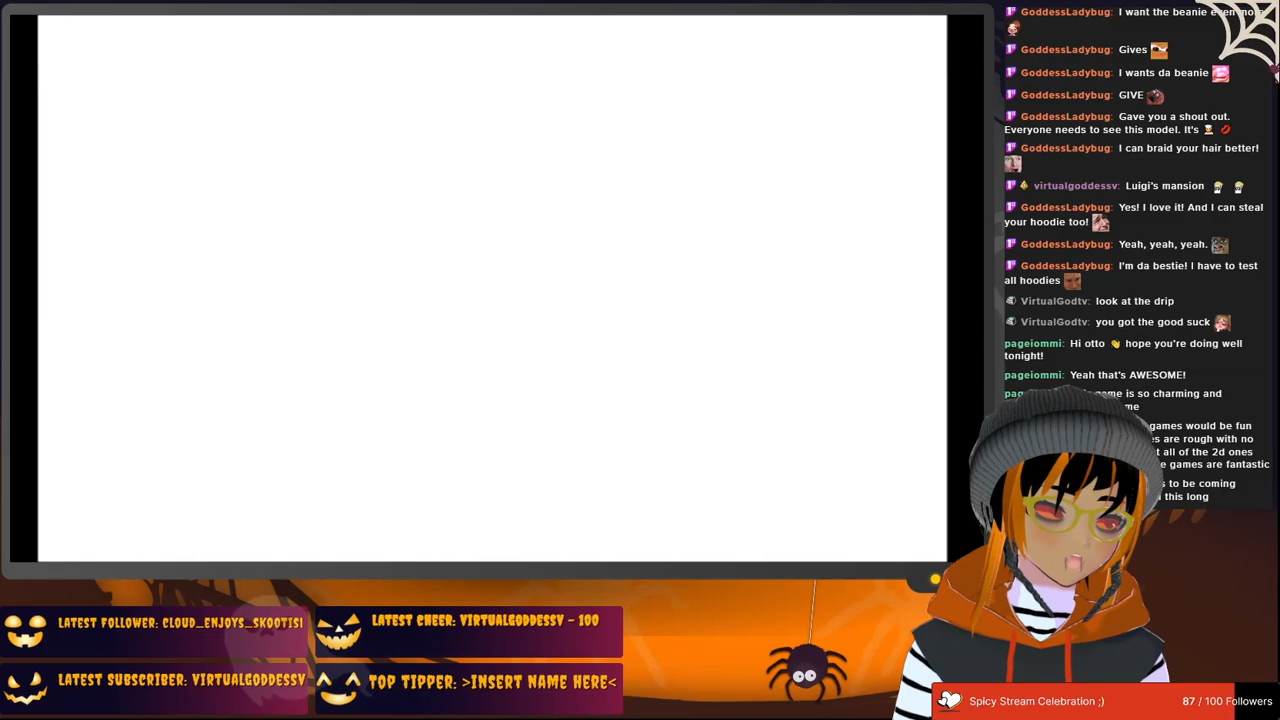 GoddessLadybug: I want the beanie even more
GoddessLadybug: Gives
GoddessLadybug: I wants da beanie
GoddessLadybug: GIVE
GoddessLadybug: Gave you a shout out.
Everyone needs to see this model. It's
GoddessLadybug: I can braid your hair better!
virtualgoddessv: Luigi's mansion
GoddessLadybug: Yes! I love it! And I can steal
your hoodie too!
GoddessLadybug: Yeah, yeah, yeah.
GoddessLadybug: I'm da bestie! I have to test
all hoodies
VirtualGodtv: look at the drip
VirtualGodtv: you got the good suck
pageiommi: Hi otto 👋 hope you're doing well
tonight!
pageiommi: Yeah that's AWESOME!
game is so charming and
games would be fun
are rough with no
all of the 2d ones
games are fantastic
to be coming
this long
LATEST FOLLOWER: CLOUD_ENJOYS_SKOOTISI
LATEST CHEER: VIRTUALGODDESSV - 100
LATEST SUBSCRIBER: VIRTUALGODDESSV
TOP TIPPER: >INSERT NAME HERE<
Spicy Stream Celebration ;) 87 / 100 Followers